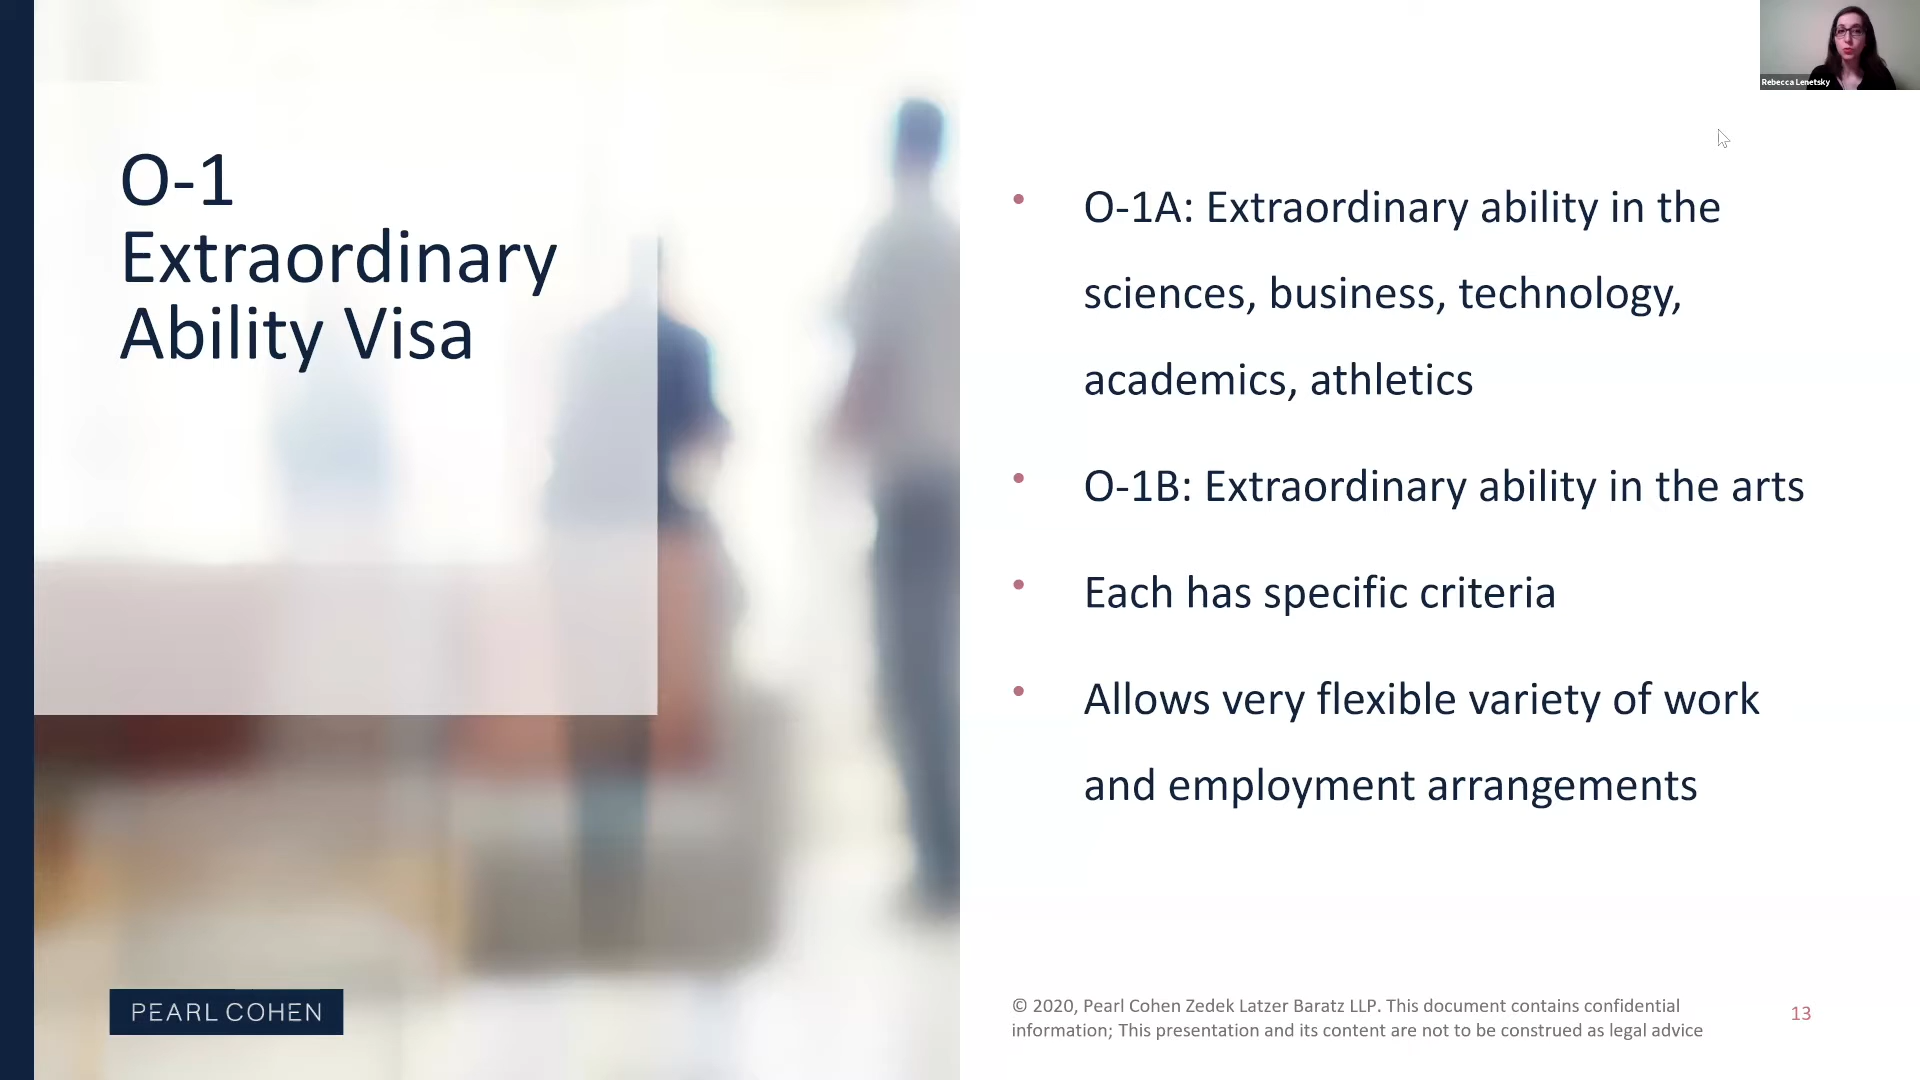 Rebecca Lenetsky
O-1
Extraordinary
Ability Visa
• O-1A: Extraordinary ability in the
sciences, business, technology,
academics, athletics
• O-1B: Extraordinary ability in the arts
• Each has specific criteria
• Allows very flexible variety of work
and employment arrangements
PEARL COHEN
© 2020, Pearl Cohen Zedek Latzer Baratz LLP. This document contains confidential
information; This presentation and its content are not to be construed as legal advice
13